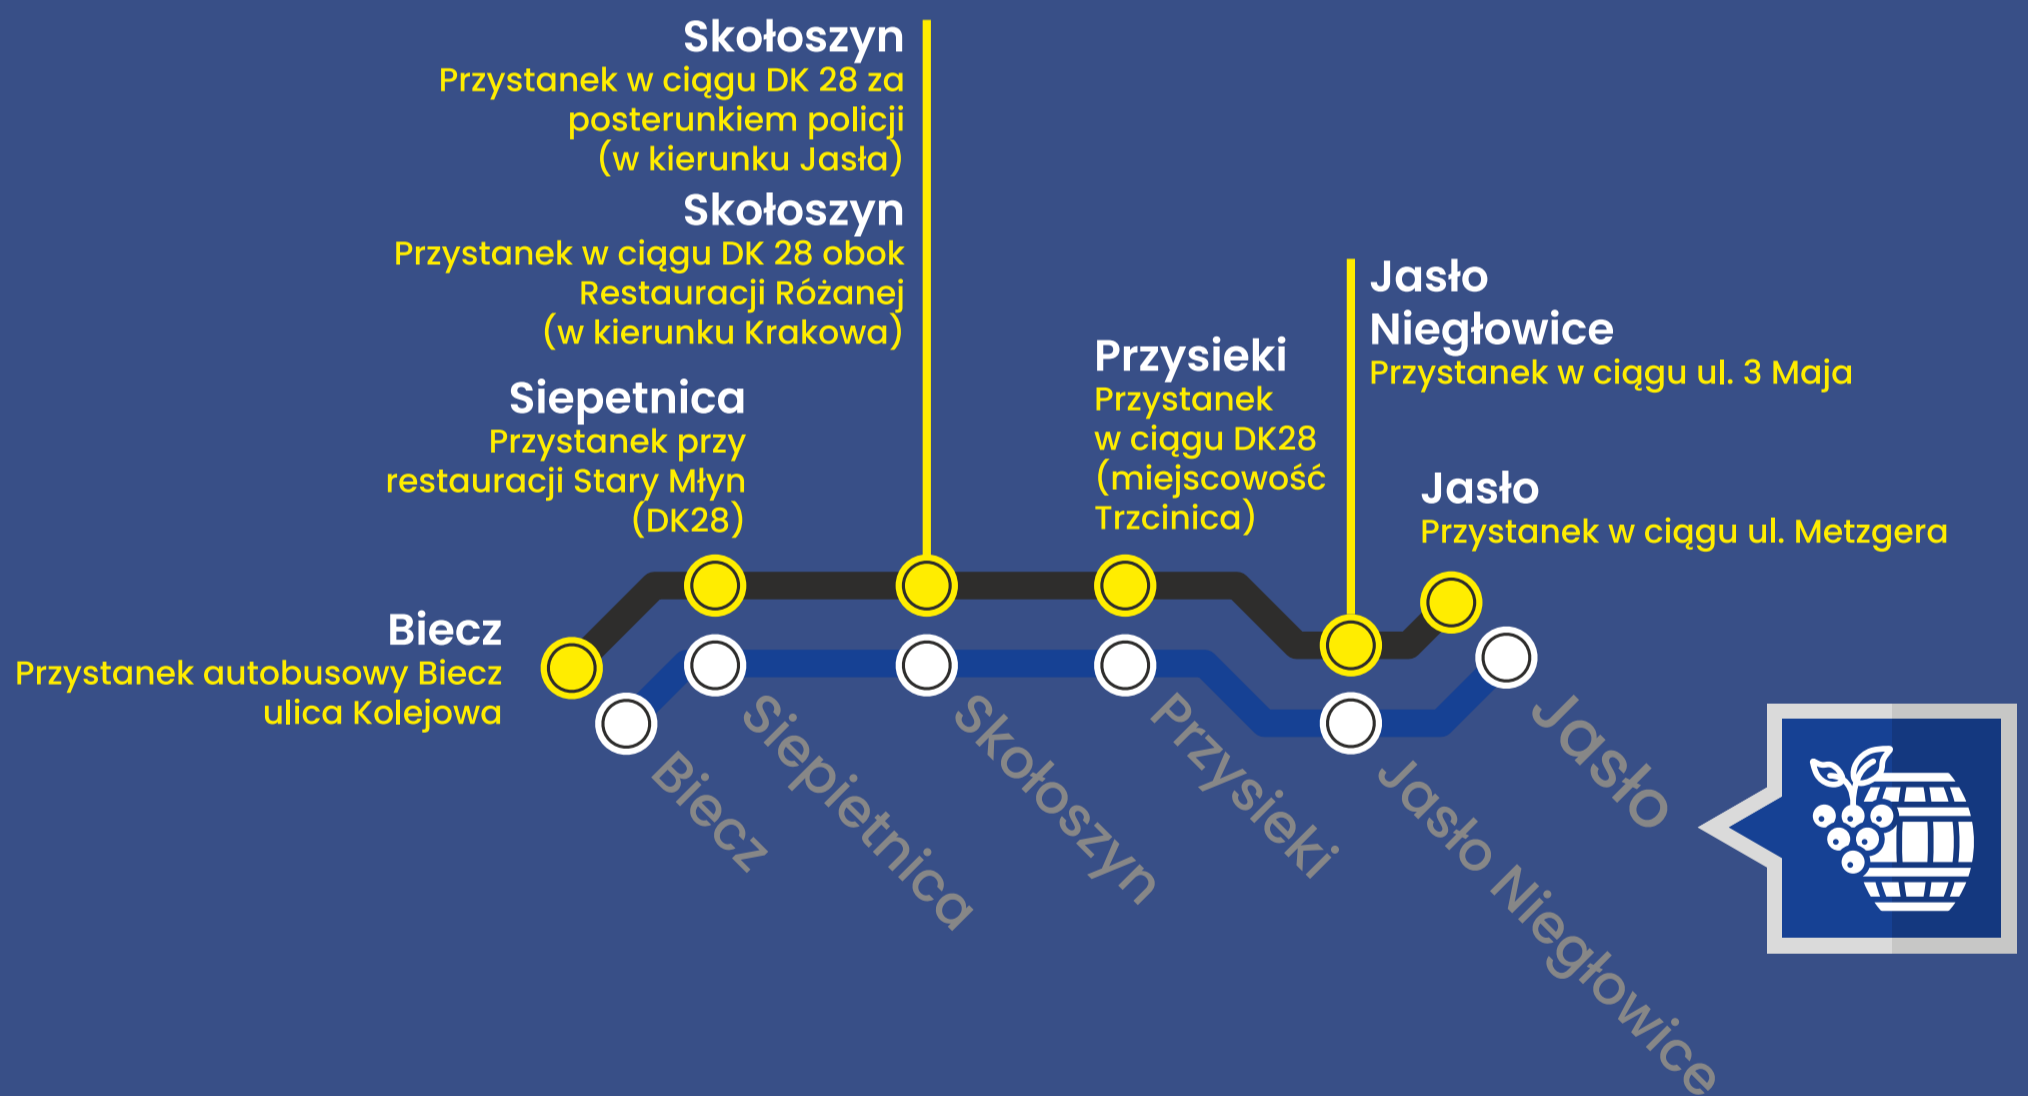 Skołoszyn
Przystanek w ciągu DK 28 za
posterunkiem policji
(w kierunku Jasła)
Skołoszyn
Przystanek w ciągu DK 28 obok
Restauracji Różanej
(w kierunku Krakowa)
Siepetnica
Przystanek przy
restauracji Stary Młyn
(DK28)
Przysieki
Przystanek
w ciągu DK28
(miejscowość
Trzcinica)
Jasło
Niegłowice
Przystanek w ciągu ul. 3 Maja
Jasło
Przystanek w ciągu ul. Metzgera
Biecz
Przystanek autobusowy Biecz
ulica Kolejowa
Biecz
Siepietnica
Skołoszyn
Przysieki
Jasło Niegłowice
Jasło